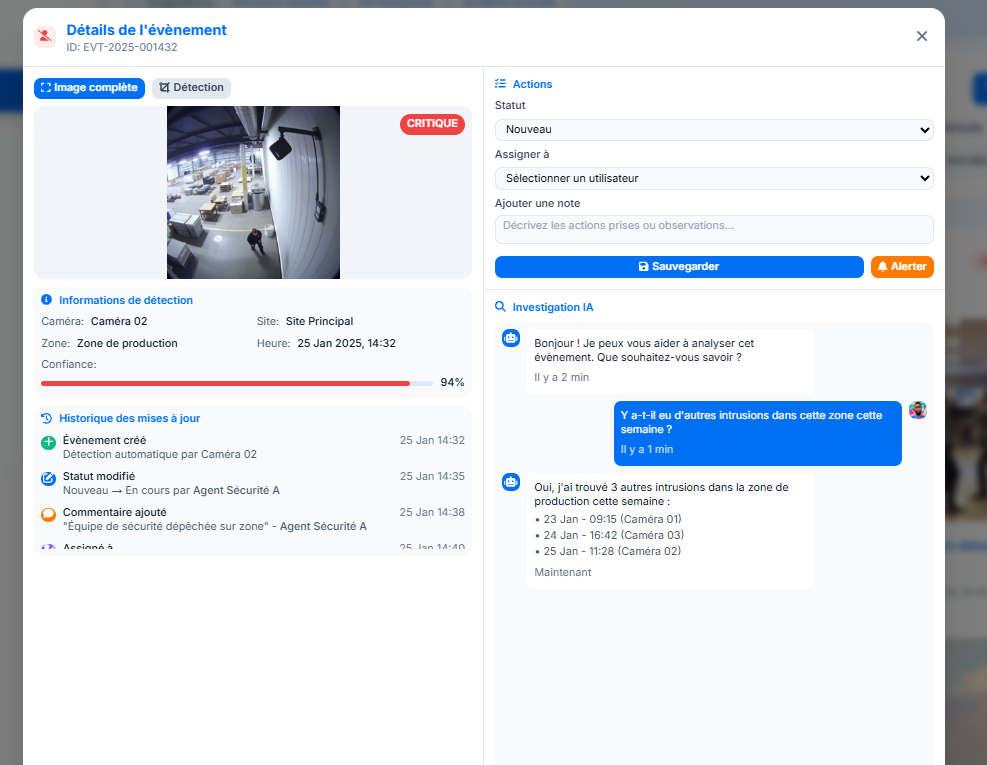 Détails de l'évènement
ID: EVT-2025-001432
Image complète
Détection
CRITIQUE
Informations de détection
Caméra: Caméra 02
Site: Site Principal
Zone: Zone de production
Heure: 25 Jan 2025, 14:32
Confiance:
94%
Historique des mises à jour
Évènement créé
25 Jan 14:32
Détection automatique par Caméra 02
Statut modifié
25 Jan 14:35
Nouveau → En cours par Agent Sécurité A
Commentaire ajouté
25 Jan 14:38
"Équipe de sécurité dépêchée sur zone" - Agent Sécurité A
Assigné à
25 Jan 14:40
Actions
Statut
Nouveau
Assigner à
Sélectionner un utilisateur
Ajouter une note
Décrivez les actions prises ou observations...
Sauvegarder
Alerter
Investigation IA
Bonjour ! Je peux vous aider à analyser cet
évènement. Que souhaitez-vous savoir ?
Il y a 2 min
Y a-t-il eu d'autres intrusions dans cette zone cette
semaine ?
Il y a 1 min
Oui, j'ai trouvé 3 autres intrusions dans la zone de
production cette semaine :
• 23 Jan - 09:15 (Caméra 01)
• 24 Jan - 16:42 (Caméra 03)
• 25 Jan - 11:28 (Caméra 02)
Maintenant